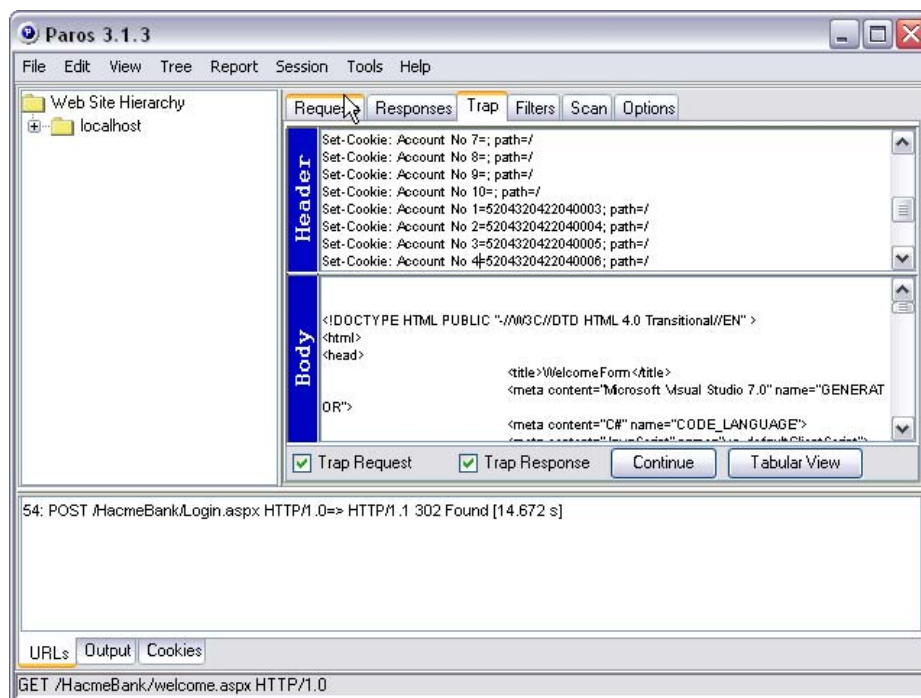 Paros 3.1.3
File Edit View Tree Report Session Tools Help
Web Site Hierarchy
localhost
Responses Trap Filters Scan Options
Header
Set-Cookie: Account No 7=; path=/
Set-Cookie: Account No 8=; path=/
Set-Cookie: Account No 9=; path=/
Set-Cookie: Account No 10=; path=/
Set-Cookie: Account No 1=5204320422040003; path=/
Set-Cookie: Account No 2=5204320422040004; path=/
Set-Cookie: Account No 3=5204320422040005; path=/
Set-Cookie: Account No 4=5204320422040006; path=/
Body
<!DOCTYPE HTML PUBLIC "-//W3C//DTD HTML 4.0 Transitional//EN" >
<html>
<head>
<title>WelcomeForm</title>
<meta content="Microsoft Visual Studio 7.0" name="GENERAT
OR">
<meta content="C#" name="CODE_LANGUAGE">
Trap Request Trap Response Continue Tabular View
54: POST /HacmeBank/Login.aspx HTTP/1.0=> HTTP/1.1 302 Found [14.672 s]
URLs Output Cookies
GET /HacmeBank/welcome.aspx HTTP/1.0